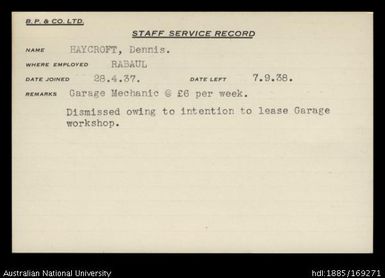 B.P. & CO. LTD.
STAFF SERVICE RECORD
NAME HAYCROFT, Dennis.
WHERE EMPLOYED RABAUL
DATE JOINED 28.4.37. DATE LEFT 7.9.38.
REMARKS Garage Mechanic @ £6 per week.
Dismissed owing to intention to lease Garage
workshop.
Australian National University
hdl:1885/169271